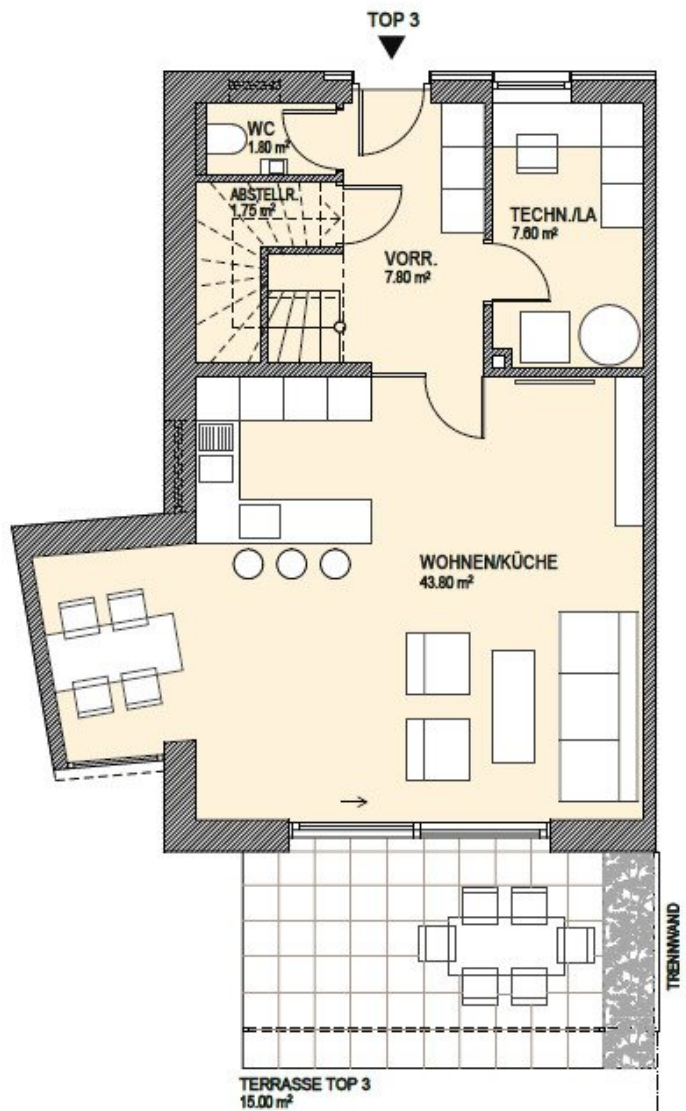 TOP 3
WC
1.80 m²
ABSTELLR.
1.75 m²
TECHN./LA
7.60 m²
VORR.
7.80 m²
WOHNEN/KÜCHE
43.80 m²
TRENNWAND
TERRASSE TOP 3
15.00 m²